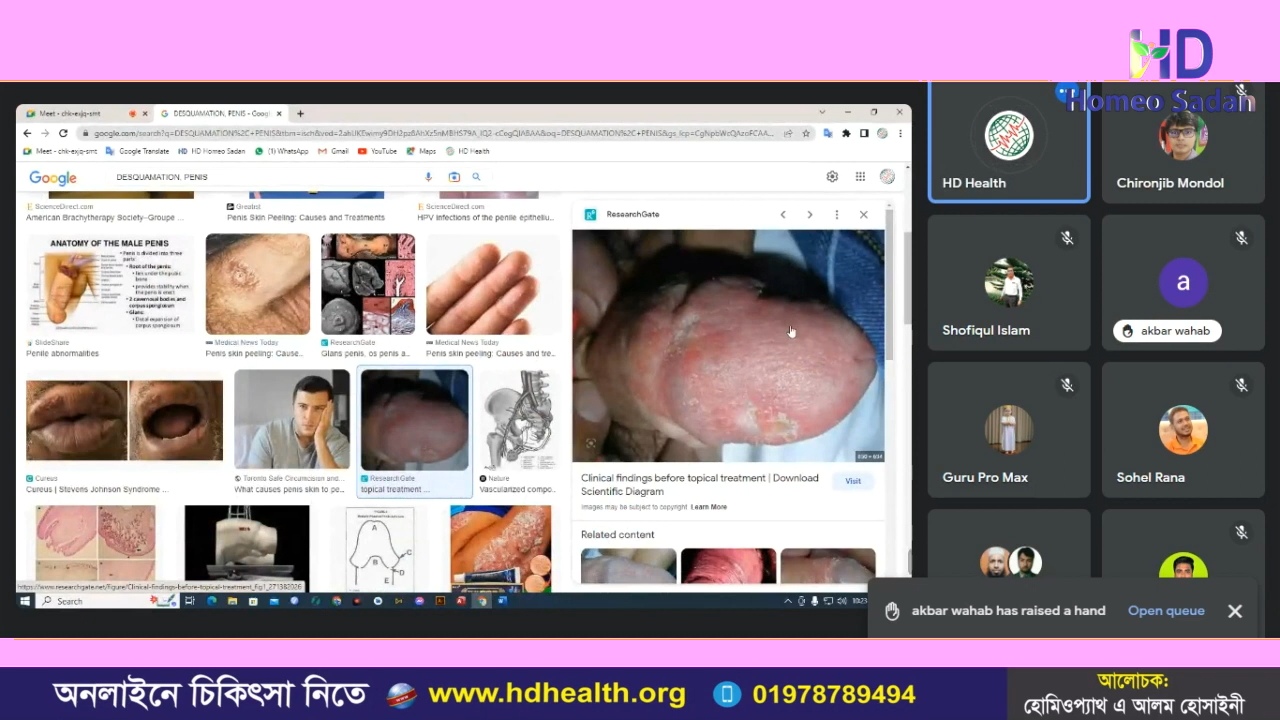 HD
Homeo Sadan
Meet - chk-exjq-smt
DESQUAMATION, PENIS - Googl
Meet - chk-exjq-smt
Google Translate
HD Homeo Sadan
(1) WhatsApp
Gmail
YouTube
Maps
HD Health
Google
DESQUAMATION, PENIS
ScienceDirect.com
American Brachytherapy Society–Groupe ...
Greatist
Penis Skin Peeling: Causes and Treatments
ScienceDirect.com
HPV infections of the penile epitheliu...
ANATOMY OF THE MALE PENIS
SlideShare
Penile abnormalities
Medical News Today
Penis skin peeling: Cause...
ResearchGate
Glans penis, os penis a...
Medical News Today
Penis skin peeling: Causes and tre...
Cureus
Cureus | Stevens Johnson Syndrome ...
Toronto Safe Circumcision and...
What causes penis skin to pe...
ResearchGate
topical treatment ...
Nature
Vascularized compo...
ResearchGate
Clinical findings before topical treatment | Download
Scientific Diagram
Visit
Images may be subject to copyright. Learn More
Related content
Search
HD Health
Chironjib Mondol
Shofiqul Islam
a
akbar wahab
Guru Pro Max
Sohel Rana
akbar wahab has raised a hand
Open queue
অনলাইনে চিকিৎসা নিতে
www.hdhealth.org
01978789494
আলোচক:
হোমিওপ্যাথ এ আলম হোসাইনী